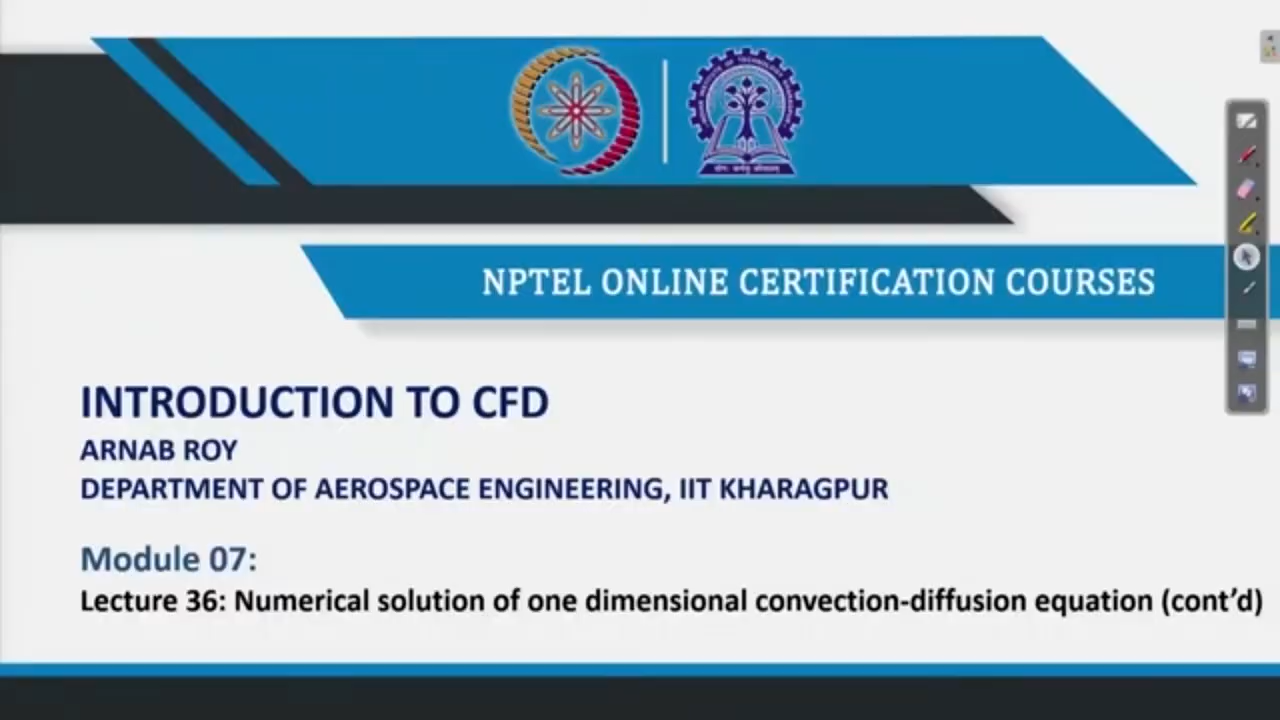 NPTEL ONLINE CERTIFICATION COURSES
INTRODUCTION TO CFD
ARNAB ROY
DEPARTMENT OF AEROSPACE ENGINEERING, IIT KHARAGPUR
Module 07:
Lecture 36: Numerical solution of one dimensional convection-diffusion equation (cont’d)